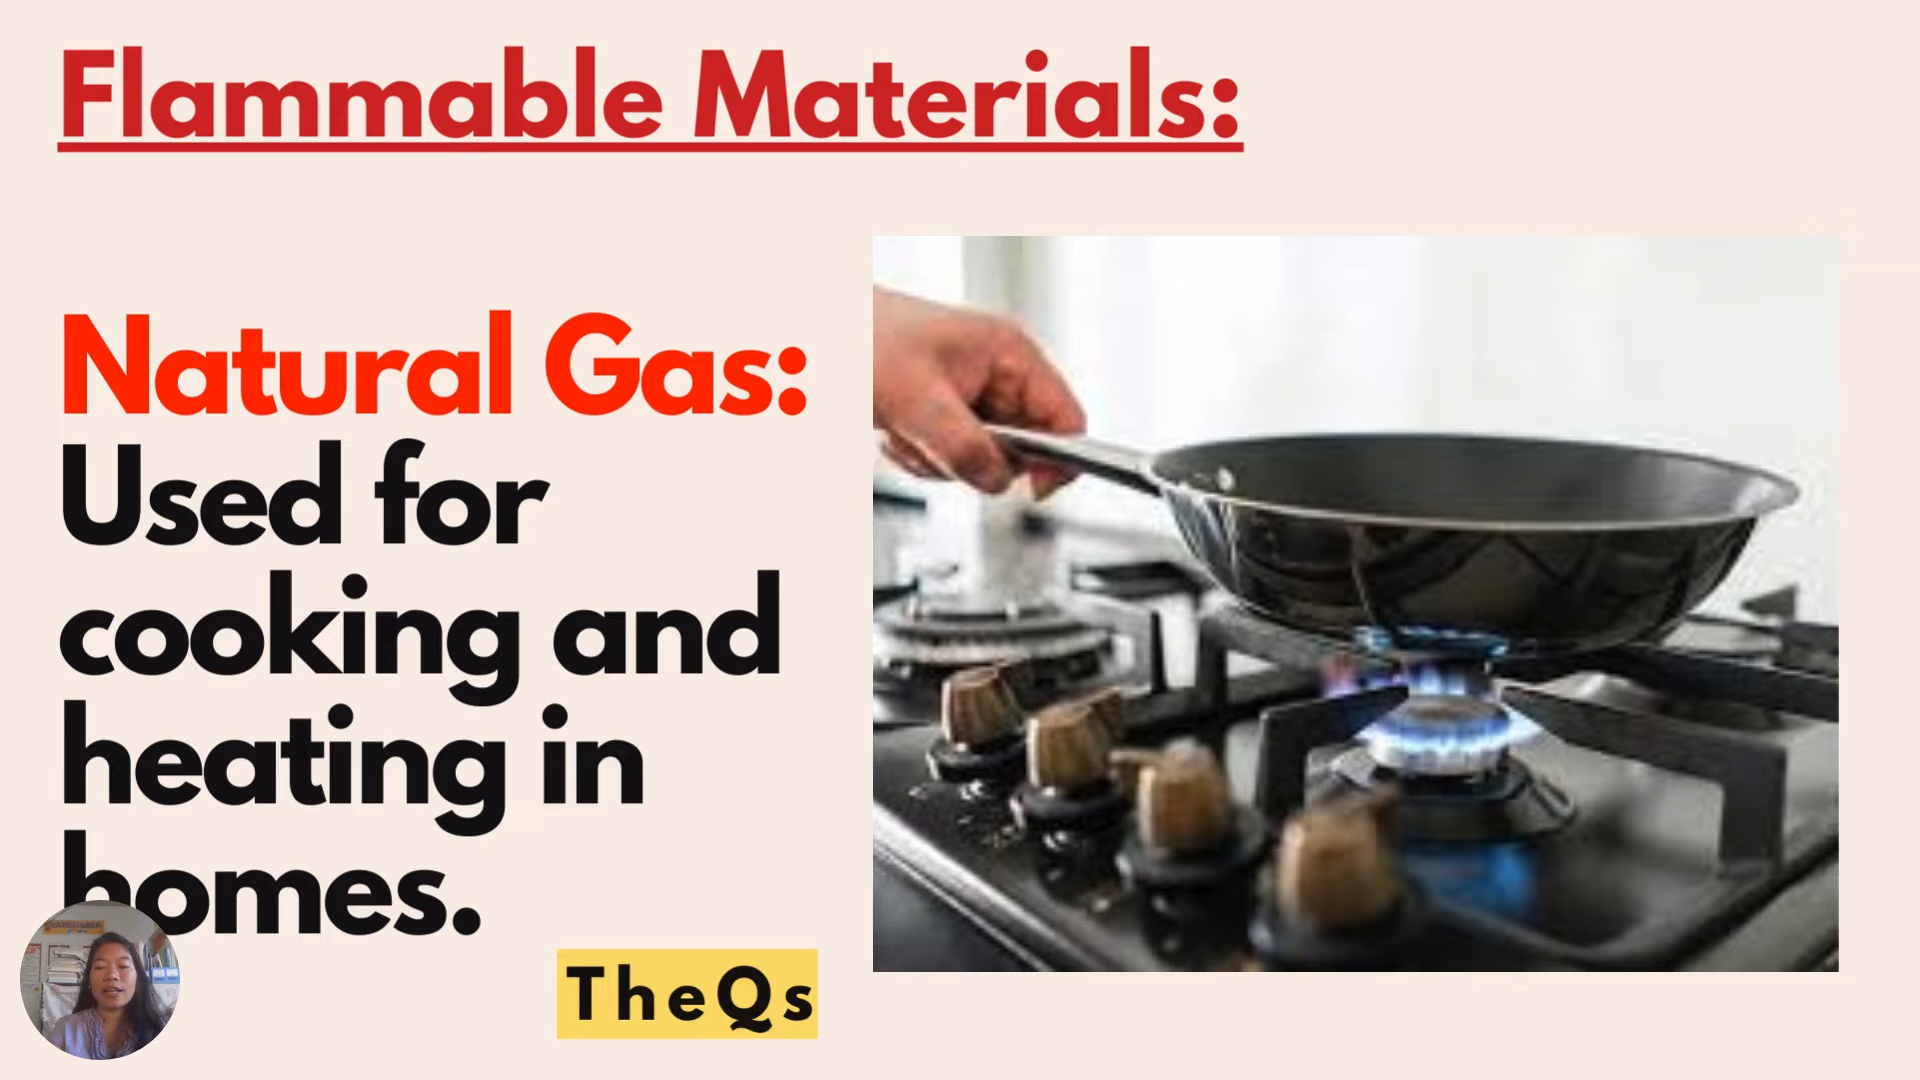 Flammable Materials:
Natural Gas:
Used for
cooking and
heating in
homes.
TheQs